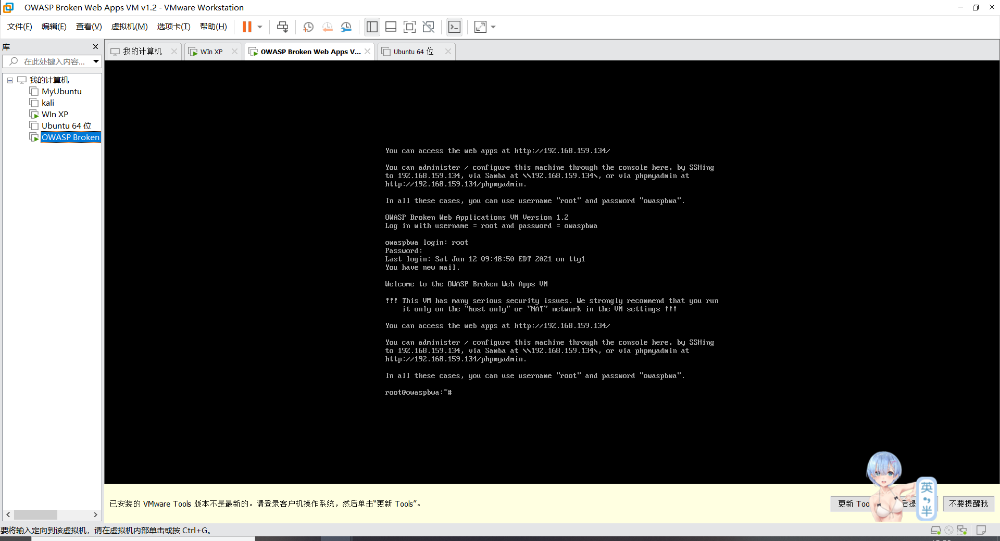 OWASP Broken Web Apps VM v1.2 - VMware Workstation
文件(F) 编辑(E) 查看(V) 虚拟机(M) 选项卡(T) 帮助(H)
库
在此处键入内容...
我的计算机
MyUbuntu
kali
WIn XP
Ubuntu 64 位
OWASP Broken
我的计算机 WIn XP OWASP Broken Web Apps V... Ubuntu 64 位
You can access the web apps at http://192.168.159.134/
You can administer / configure this machine through the console here, by SSHing
to 192.168.159.134, via Samba at \\192.168.159.134\, or via phpmyadmin at
http://192.168.159.134/phpmyadmin.
In all these cases, you can use username "root" and password "owaspbwa".
OWASP Broken Web Applications VM Version 1.2
Log in with username = root and password = owaspbwa
owaspbwa login: root
Password:
Last login: Sat Jun 12 09:48:50 EDT 2021 on tty1
You have new mail.
Welcome to the OWASP Broken Web Apps VM
!!! This VM has many serious security issues. We strongly recommend that you run
it only on the "host only" or "NAT" network in the VM settings !!!
You can access the web apps at http://192.168.159.134/
You can administer / configure this machine through the console here, by SSHing
to 192.168.159.134, via Samba at \\192.168.159.134\, or via phpmyadmin at
http://192.168.159.134/phpmyadmin.
In all these cases, you can use username "root" and password "owaspbwa".
root@owaspbwa:~#
已安装的 VMware Tools 版本不是最新的。请登录客户机操作系统，然后单击“更新 Tools”。
更新 Too 后提 不要提醒我
英
半
要将输入定向到该虚拟机，请在虚拟机内部单击或按 Ctrl+G。